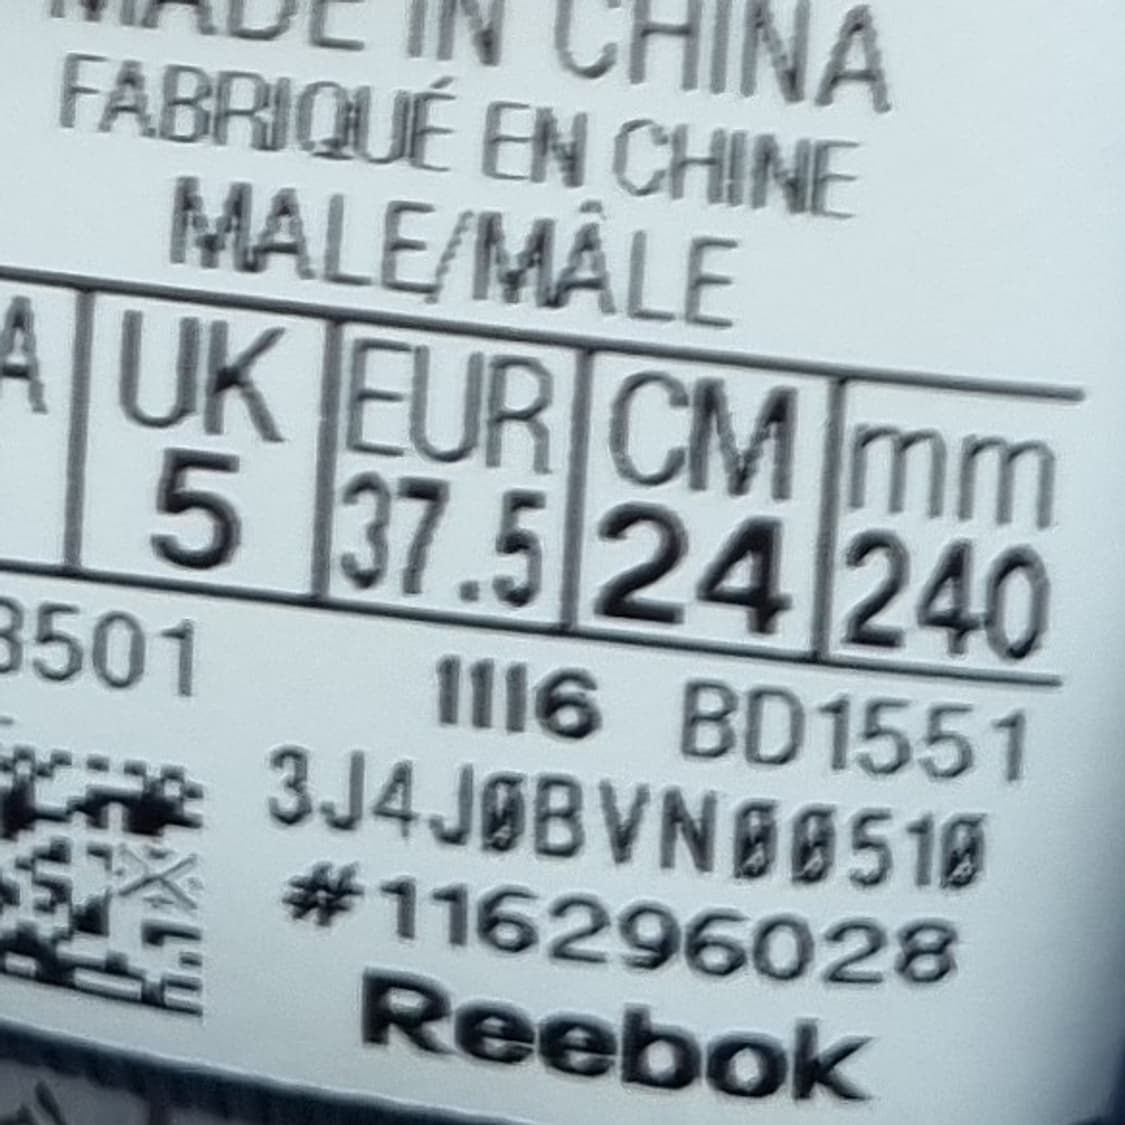 MADE IN CHINA
FABRIQUÉ EN CHINE
MALE/MÂLE
A UK EUR CM mm
5 37.5 24 240
3501 1116 BD1551
3J4J0BVN00510
#116296028
Reebok